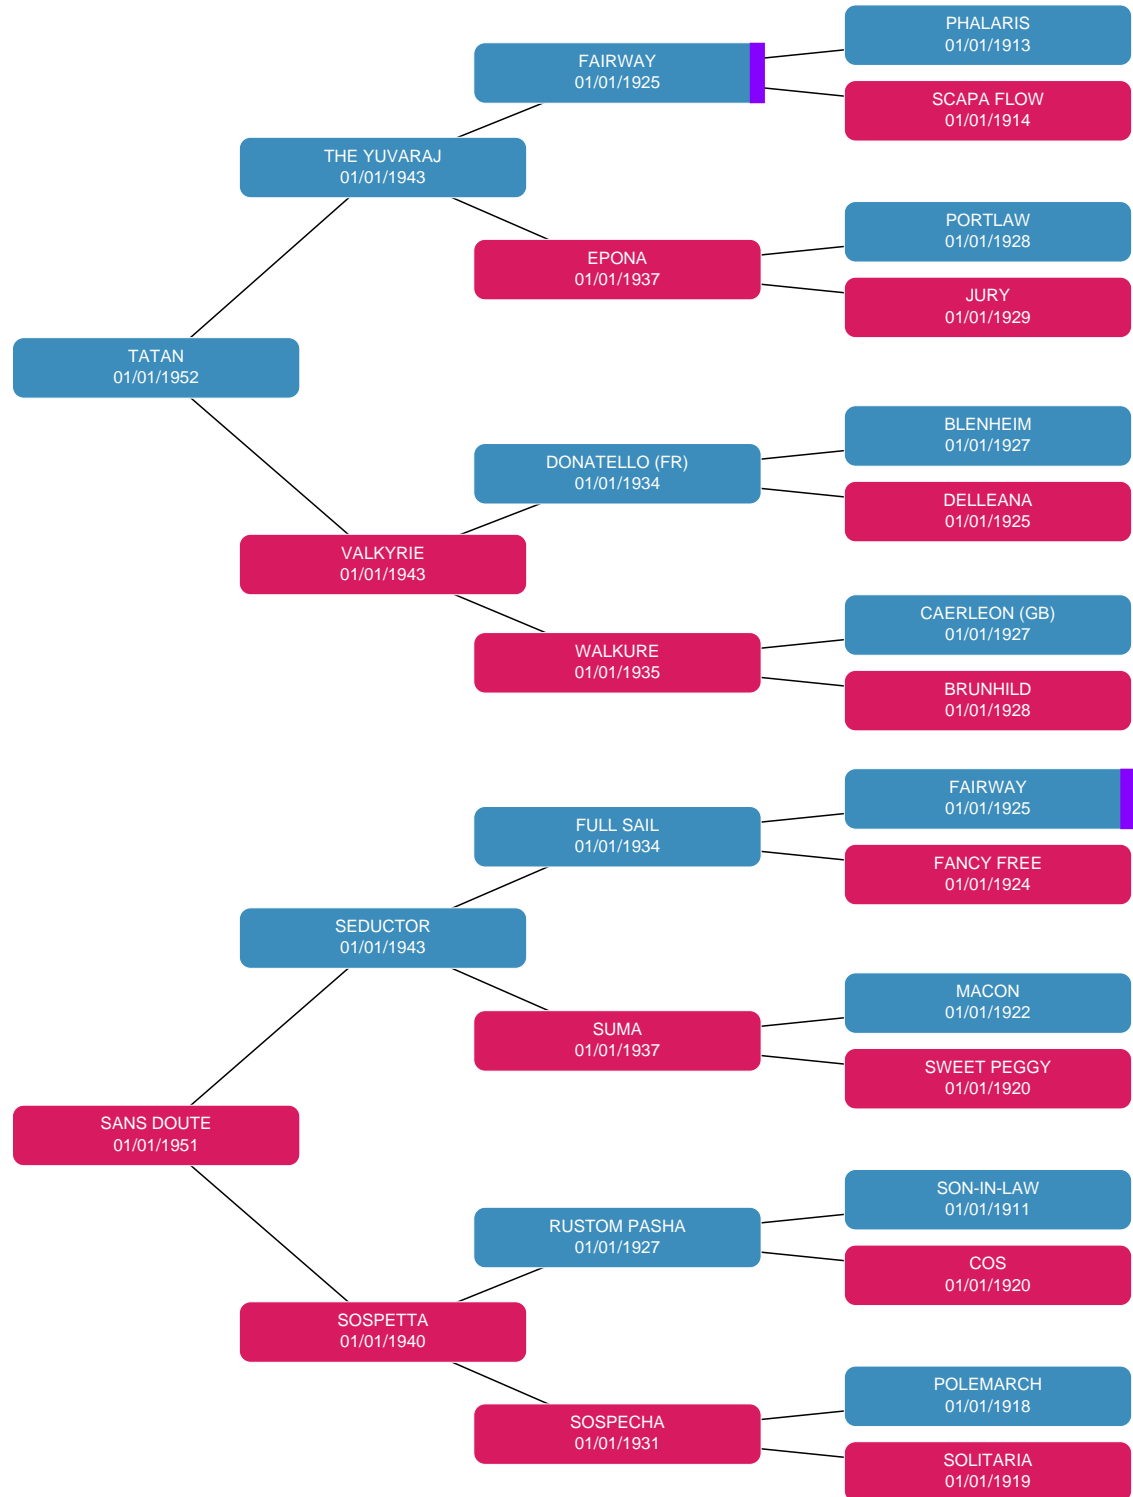 PHALARIS
01/01/1913
FAIRWAY
01/01/1925
SCAPA FLOW
01/01/1914
THE YUVARAJ
01/01/1943
PORTLAW
01/01/1928
EPONA
01/01/1937
JURY
01/01/1929
TATAN
01/01/1952
BLENHEIM
01/01/1927
DONATELLO (FR)
01/01/1934
DELLEANA
01/01/1925
VALKYRIE
01/01/1943
CAERLEON (GB)
01/01/1927
WALKURE
01/01/1935
BRUNHILD
01/01/1928
FAIRWAY
01/01/1925
FULL SAIL
01/01/1934
FANCY FREE
01/01/1924
SEDUCTOR
01/01/1943
MACON
01/01/1922
SUMA
01/01/1937
SWEET PEGGY
01/01/1920
SANS DOUTE
01/01/1951
SON-IN-LAW
01/01/1911
RUSTOM PASHA
01/01/1927
COS
01/01/1920
SOSPETTA
01/01/1940
POLEMARCH
01/01/1918
SOSPECHA
01/01/1931
SOLITARIA
01/01/1919